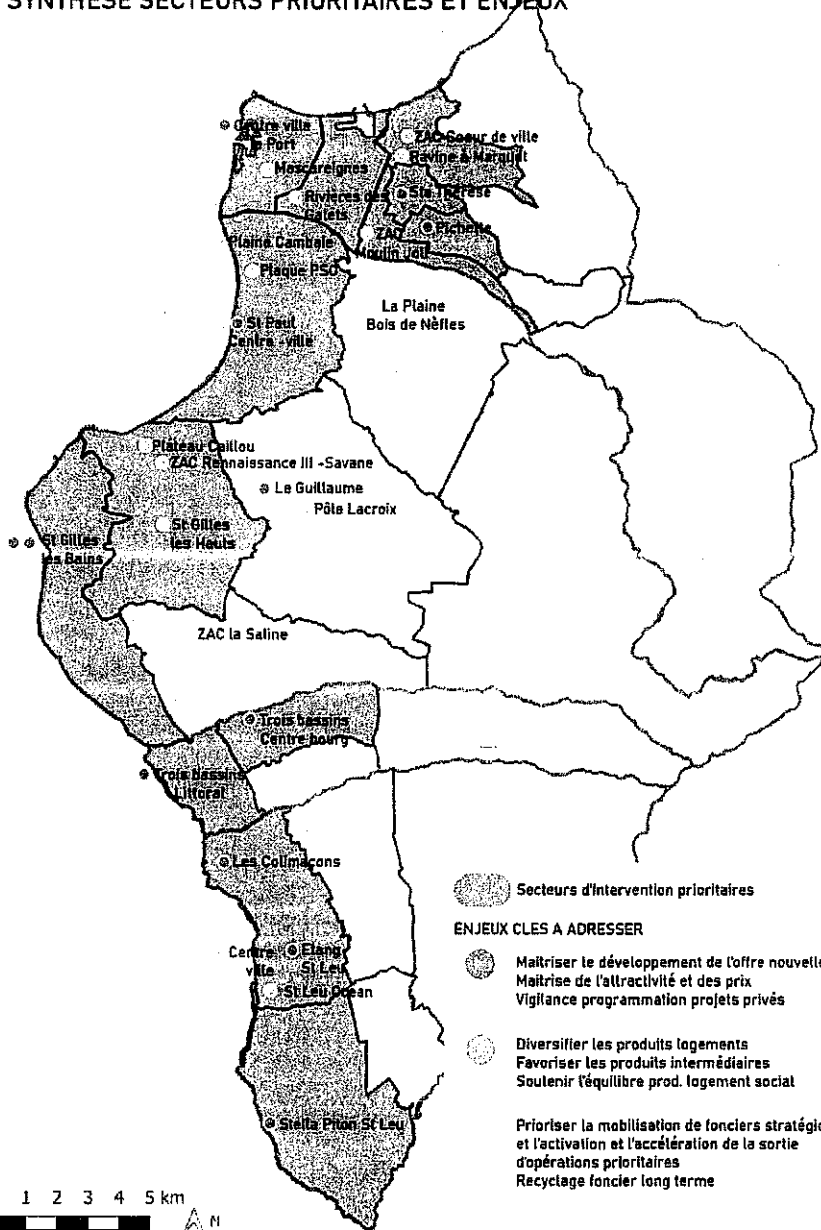 SYNTHESE SECTEURS PRIORITAIRES ET ENJEUX
Centre ville
le Port
Mascareignes
Rivières des
Galets
ZAC Coeur de ville
Ravine à Marquet
Ste Thérèse
Pichette
ZAC
Moulin Joli
Plaine Cambaie
Plaque PSO
St Paul
Centre -ville
La Plaine
Bois de Nèfles
Plateau Caillou
ZAC Rennaissance III -Savane
Le Guillaume
Pôle Lacroix
St Gilles
les Hauts
St Gilles
les Bains
ZAC la Saline
Trois bassins
Centre bourg
Trois bassins
Littoral
Les Colimaçons
Centre
ville
Etang
St Leu
St Leu Ocean
Stella Piton St Leu
Secteurs d'intervention prioritaires
ENJEUX CLES A ADRESSER
Maitriser le développement de l'offre nouvelle
Maitrise de l'attractivité et des prix
Vigilance programmation projets privés
Diversifier les produits logements
Favoriser les produits intermédiaires
Soutenir l'équilibre prod. logement social
Prioriser la mobilisation de fonciers stratégic
et l'activation et l'accélération de la sortie
d'opérations prioritaires
Recyclage foncier long terme
1 2 3 4 5 km
N